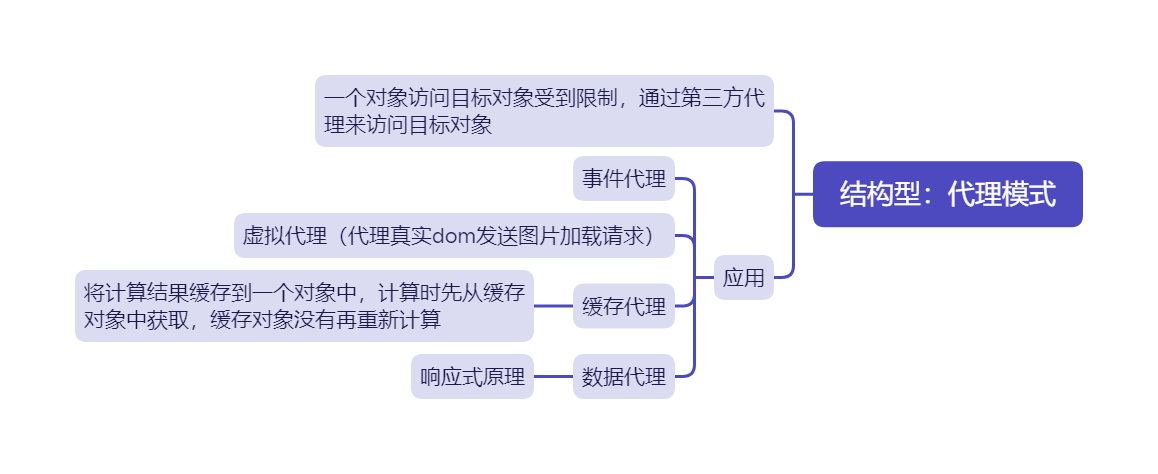 一个对象访问目标对象受到限制，通过第三方代
理来访问目标对象
事件代理
结构型：代理模式
虚拟代理（代理真实dom发送图片加载请求）
应用
将计算结果缓存到一个对象中，计算时先从缓存
对象中获取，缓存对象没有再重新计算
缓存代理
响应式原理
数据代理